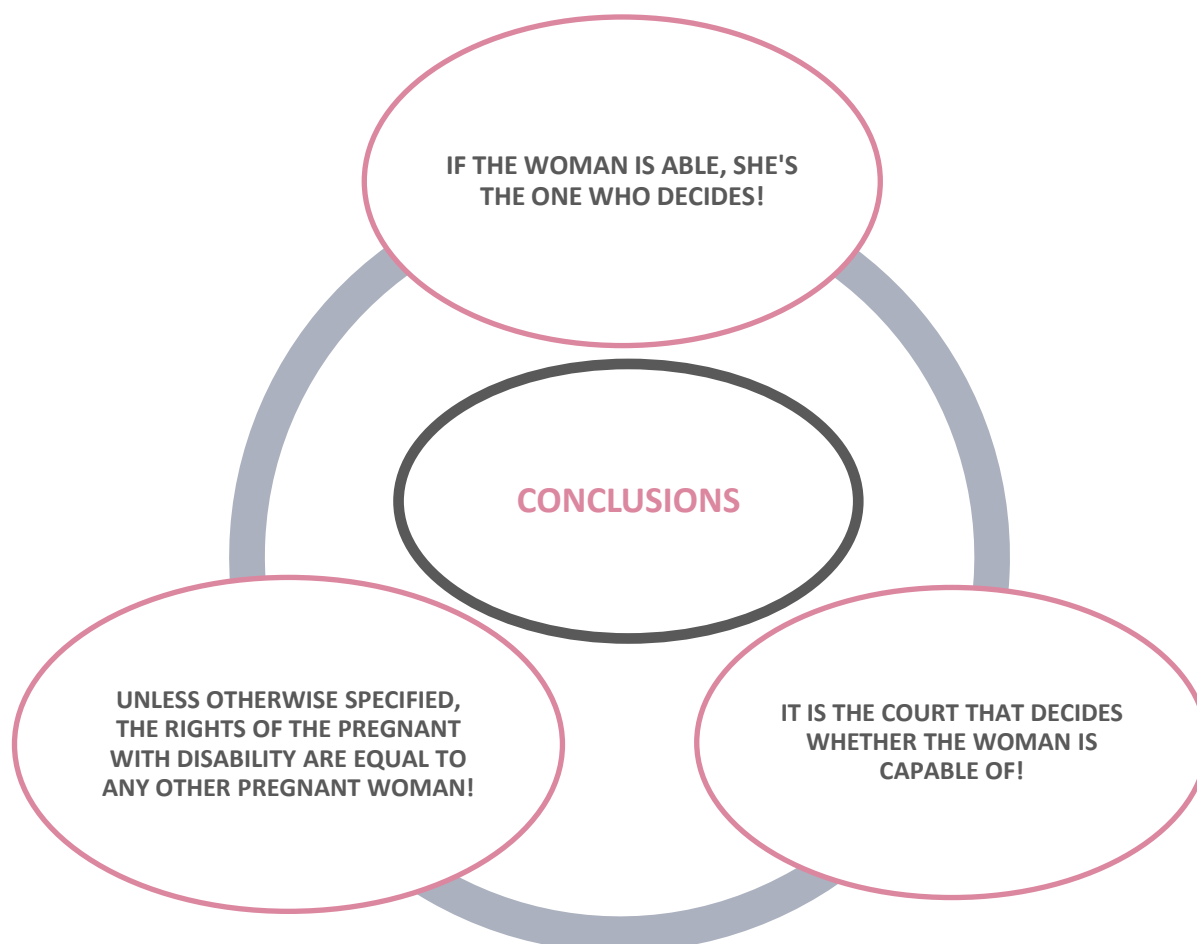 IF THE WOMAN IS ABLE, SHE'S
THE ONE WHO DECIDES!
CONCLUSIONS
UNLESS OTHERWISE SPECIFIED,
THE RIGHTS OF THE PREGNANT
WITH DISABILITY ARE EQUAL TO
ANY OTHER PREGNANT WOMAN!
IT IS THE COURT THAT DECIDES
WHETHER THE WOMAN IS
CAPABLE OF!